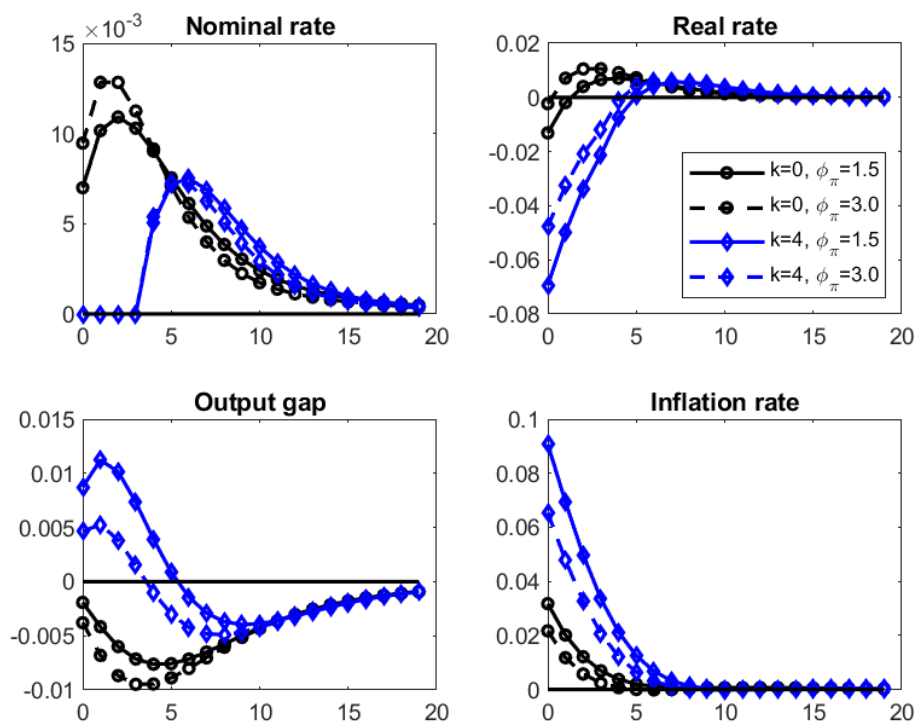 Nominal rate
×10⁻³
15
10
5
0
0 5 10 15 20
Real rate
0.02
0
-0.02
-0.04
-0.06
-0.08
0 5 10 15 20
k=0, ϕπ=1.5
k=0, ϕπ=3.0
k=4, ϕπ=1.5
k=4, ϕπ=3.0
Output gap
0.015
0.01
0.005
0
-0.005
-0.01
0 5 10 15 20
Inflation rate
0.1
0.08
0.06
0.04
0.02
0
0 5 10 15 20